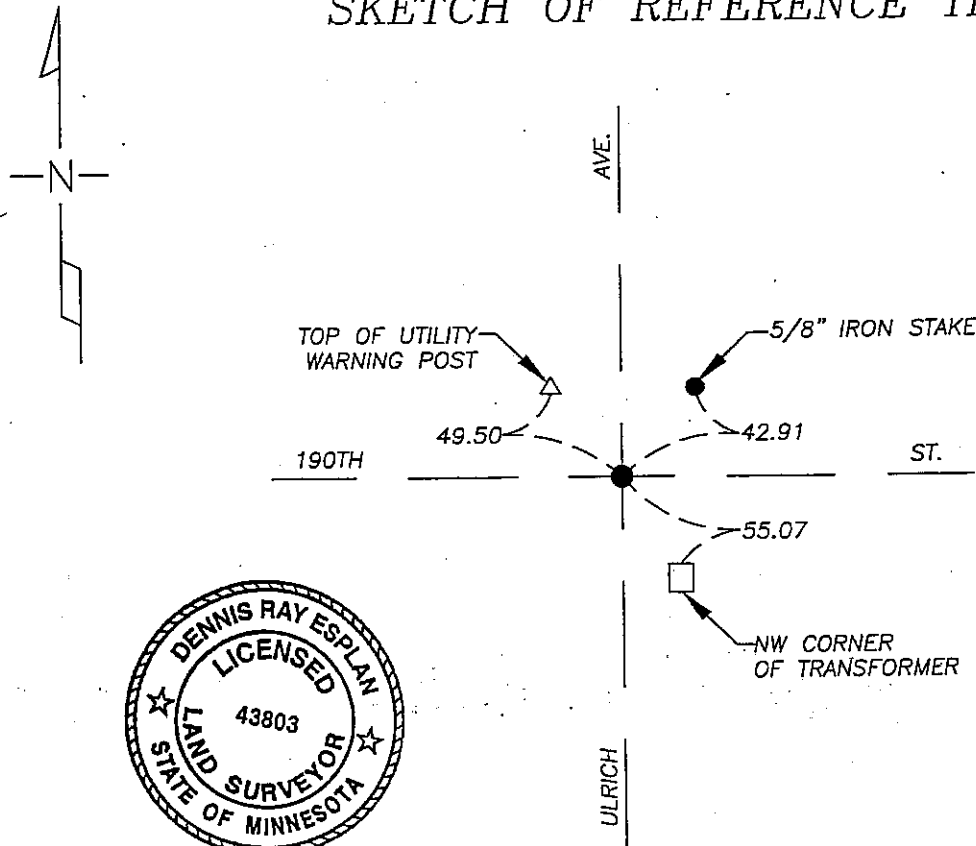 SKETCH OF REFERENCE
N
AVE.
TOP OF UTILITY
WARNING POST
5/8" IRON STAKE
49.50
42.91
190TH
ST.
55.07
NW CORNER
OF TRANSFORMER
ULRICH
DENNIS RAY ESPLAN
LICENSED
43803
LAND SURVEYOR
STATE OF MINNESOTA